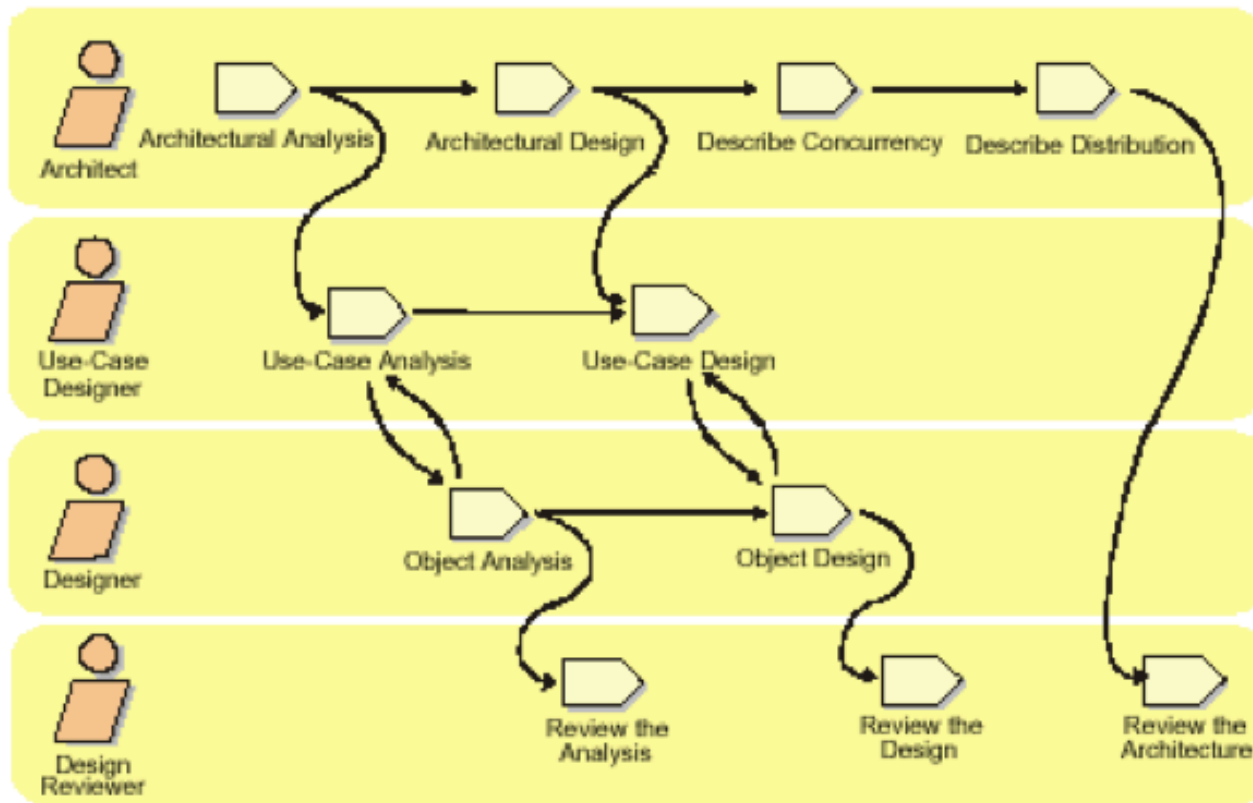 Architectural Analysis
Architectural Design
Describe Concurrency
Describe Distribution
Architect
Use-Case Analysis
Use-Case Design
Use-Case
Designer
Object Analysis
Object Design
Designer
Review the
Analysis
Review the
Design
Review the
Architecture
Design
Reviewer